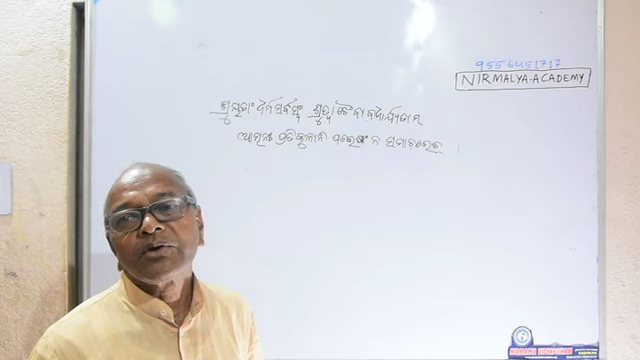 9556451717
NIRMALYA-ACADEMY
ଶ୍ରୁୟତାଂ ଧର୍ମସର୍ବସ୍ୱଂ ଶ୍ରୁତ୍ୱା ଚୈବାବଧାର୍ଯ୍ୟତାମ୍
ଆତ୍ମନଃ ପ୍ରତିକୂଳାନି ପରେଷାଂ ନ ସମାଚରେତ୍